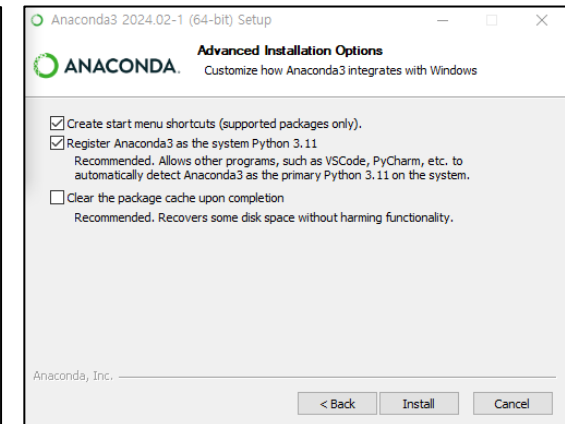 Anaconda3 2024.02-1 (64-bit) Setup
ANACONDA.
Advanced Installation Options
Customize how Anaconda3 integrates with Windows
Create start menu shortcuts (supported packages only).
Register Anaconda3 as the system Python 3.11
Recommended. Allows other programs, such as VSCode, PyCharm, etc. to
automatically detect Anaconda3 as the primary Python 3.11 on the system.
Clear the package cache upon completion
Recommended. Recovers some disk space without harming functionality.
Anaconda, Inc.
< Back
Install
Cancel